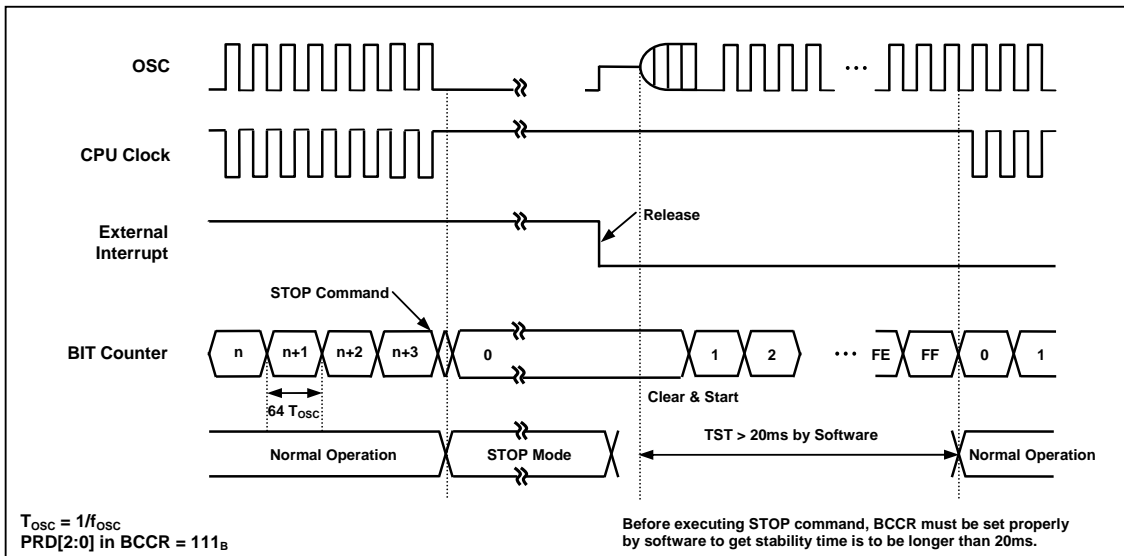 OSC
...
CPU Clock
Release
External
Interrupt
STOP Command
BIT Counter
n n+1 n+2 n+3 0 1 2 ... FE FF 0 1
Clear & Start
64 TOSC
TST > 20ms by Software
Normal Operation STOP Mode Normal Operation
TOSC = 1/fOSC
PRD[2:0] in BCCR = 111B
Before executing STOP command, BCCR must be set properly
by software to get stability time is to be longer than 20ms.